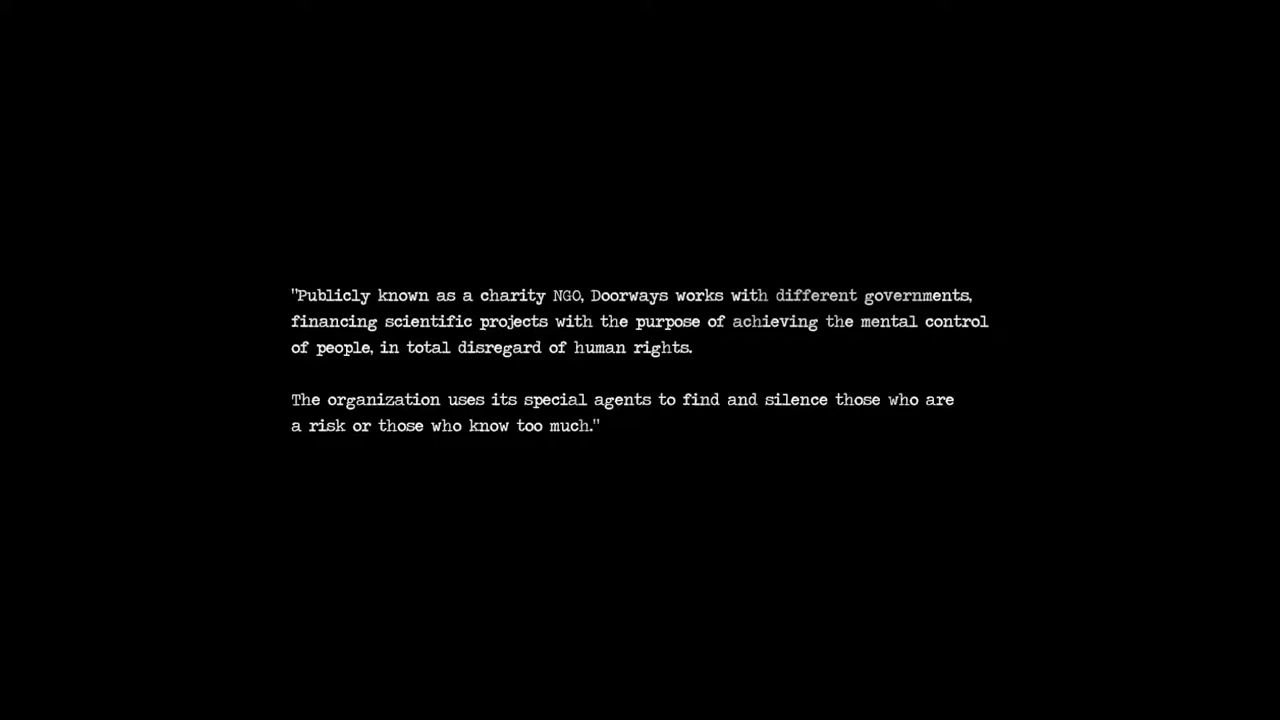 "Publicly known as a charity NGO, Doorways works with different governments,
financing scientific projects with the purpose of achieving the mental control
of people, in total disregard of human rights.
The organization uses its special agents to find and silence those who are
a risk or those who know too much."